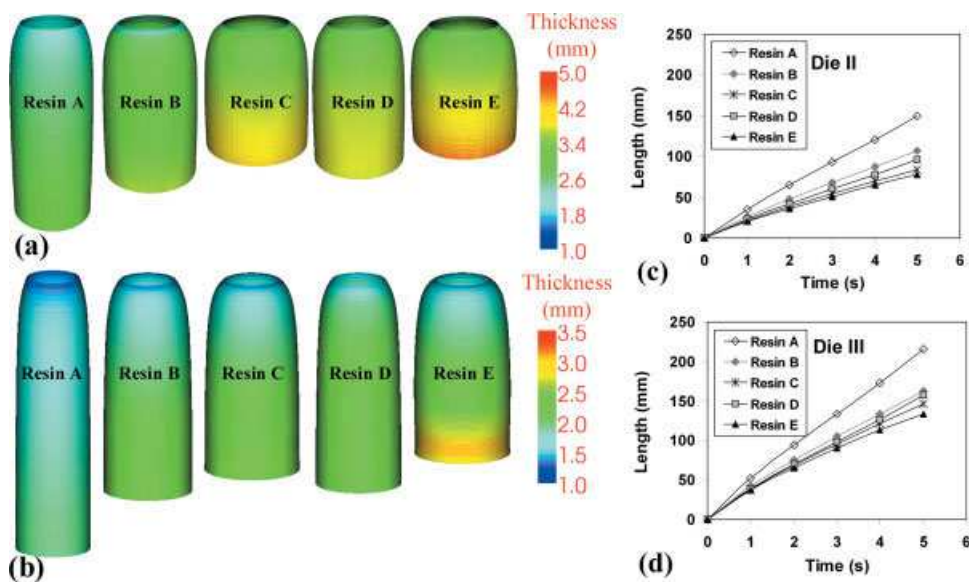 (a)
Resin A
Resin B
Resin C
Resin D
Resin E
Thickness
(mm)
5.0
4.2
3.4
2.6
1.8
1.0
(b)
Resin A
Resin B
Resin C
Resin D
Resin E
Thickness
(mm)
3.5
3.0
2.5
2.0
1.5
1.0
(c)
Die II
Resin A
Resin B
Resin C
Resin D
Resin E
Length (mm)
250
200
150
100
50
0
0 1 2 3 4 5 6
Time (s)
(d)
Die III
Resin A
Resin B
Resin C
Resin D
Resin E
Length (mm)
250
200
150
100
50
0
0 1 2 3 4 5 6
Time (s)